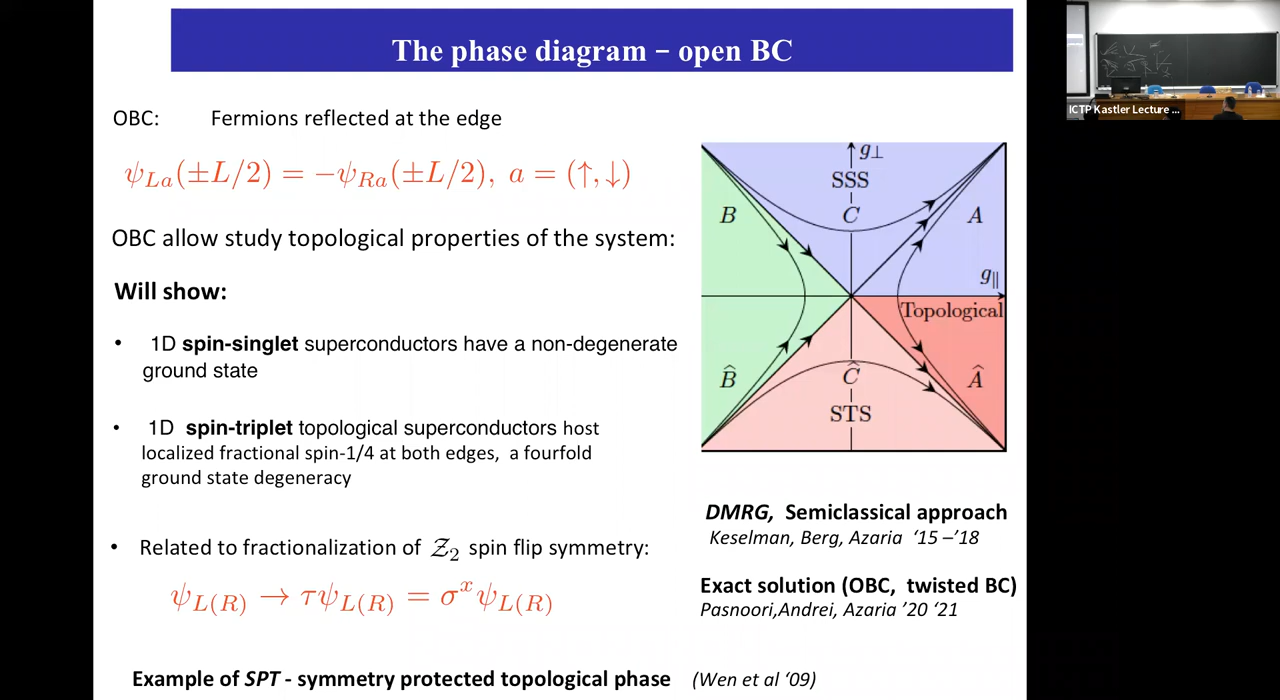 The phase diagram – open BC
OBC: Fermions reflected at the edge
ψ_{La}(±L/2) = −ψ_{Ra}(±L/2), a = (↑,↓)
OBC allow study topological properties of the system:
Will show:
• 1D spin-singlet superconductors have a non-degenerate
ground state
• 1D spin-triplet topological superconductors host
localized fractional spin-1/4 at both edges, a fourfold
ground state degeneracy
• Related to fractionalization of Z₂ spin flip symmetry:
ψ_{L(R)} → τψ_{L(R)} = σ^x ψ_{L(R)}
Example of SPT - symmetry protected topological phase (Wen et al ‘09)
g⊥
SSS
B
C
A
g∥
Topological
B̂
Ĉ
Â
STS
DMRG, Semiclassical approach
Keselman, Berg, Azaria ‘15 –’18
Exact solution (OBC, twisted BC)
Pasnoori,Andrei, Azaria ’20 ‘21
ICTP Kastler Lecture ...